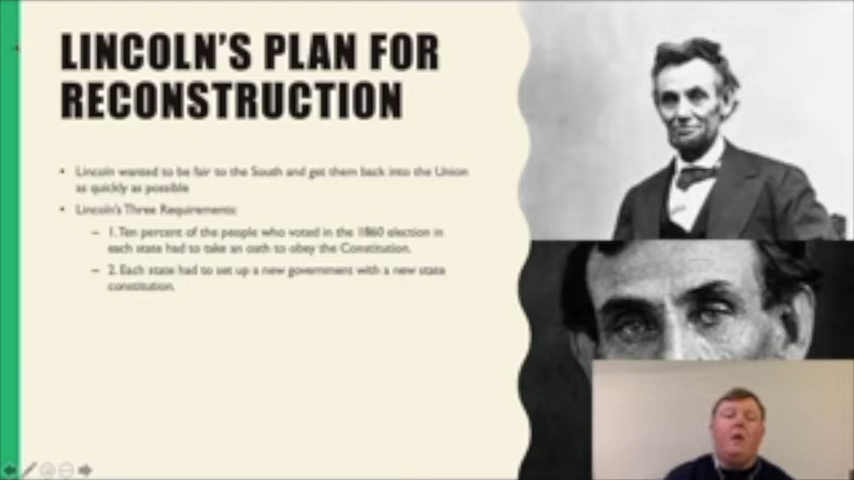 LINCOLN'S PLAN FOR
RECONSTRUCTION
• Lincoln wanted to be fair to the South and get them back into the Union
as quickly as possible
• Lincoln's Three Requirements:
– 1. Ten percent of the people who voted in the 1860 election in
each state had to take an oath to obey the Constitution.
– 2. Each state had to set up a new government with a new state
constitution.